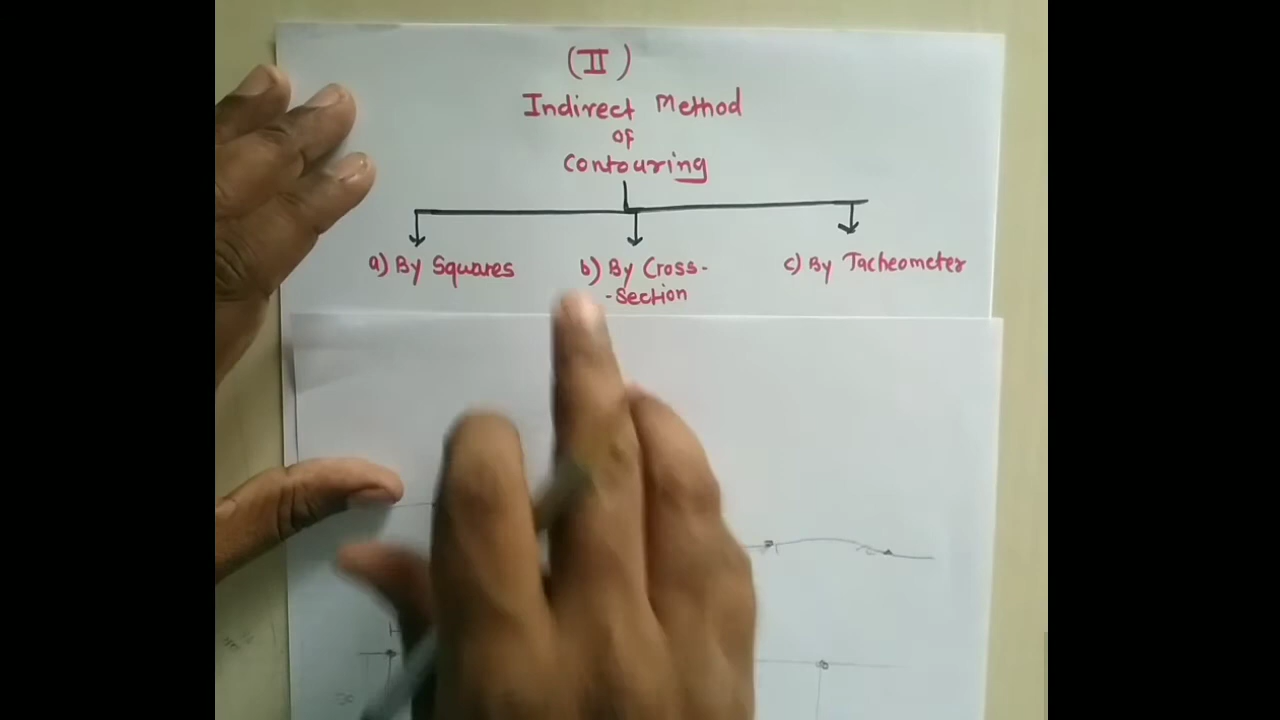 (II)
Indirect Method
of
Contouring
a) By Squares
b) By Cross-
-Section
c) By Tacheometer